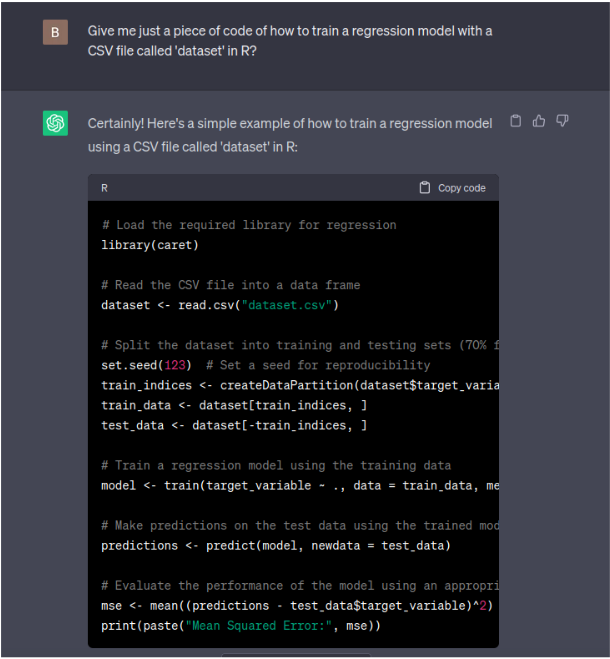 B
Give me just a piece of code of how to train a regression model with a
CSV file called 'dataset' in R?
Certainly! Here's a simple example of how to train a regression model
using a CSV file called 'dataset' in R:
R Copy code
# Load the required library for regression
library(caret)
# Read the CSV file into a data frame
dataset <- read.csv("dataset.csv")
# Split the dataset into training and testing sets (70% f
set.seed(123)  # Set a seed for reproducibility
train_indices <- createDataPartition(dataset$target_varia
train_data <- dataset[train_indices, ]
test_data <- dataset[-train_indices, ]
# Train a regression model using the training data
model <- train(target_variable ~ ., data = train_data, me
# Make predictions on the test data using the trained mod
predictions <- predict(model, newdata = test_data)
# Evaluate the performance of the model using an appropri
mse <- mean((predictions - test_data$target_variable)^2)
print(paste("Mean Squared Error:", mse))